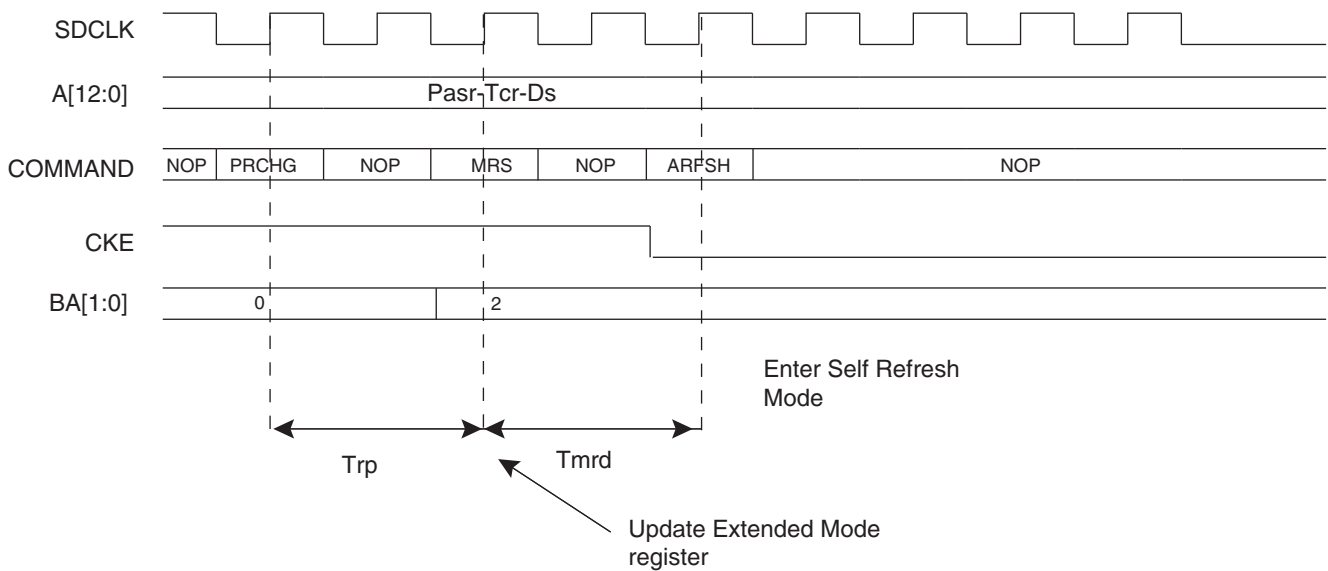 SDCLK
A[12:0]
Pasr-Tcr-Ds
COMMAND
NOP
PRCHG
NOP
MRS
NOP
ARFSH
NOP
CKE
BA[1:0]
0
2
Enter Self Refresh
Mode
Trp
Tmrd
Update Extended Mode
register